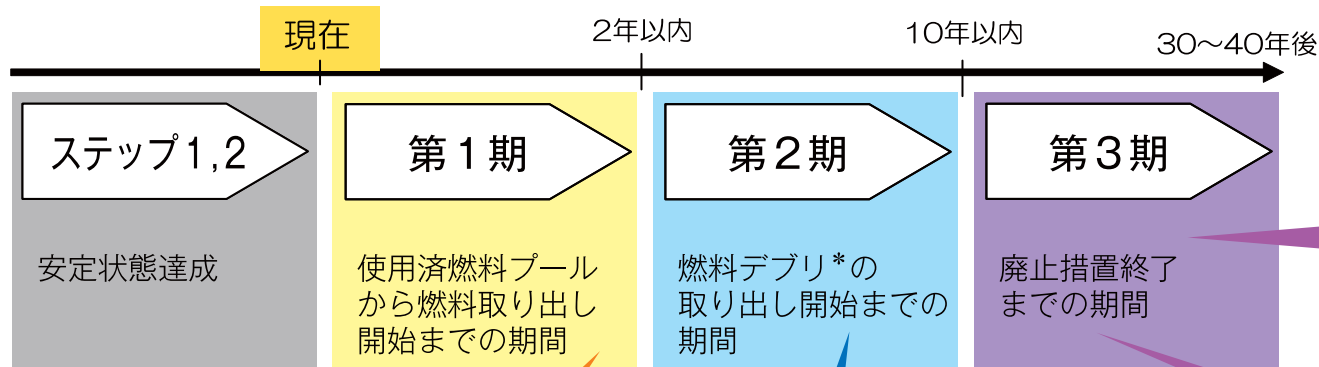 現在
2年以内
10年以内
30~40年後
ステップ1,2
第1期
第2期
第3期
安定状態達成
使用済燃料プール
から燃料取り出し
開始までの期間
燃料デブリ*の
取り出し開始までの
期間
廃止措置終了
までの期間